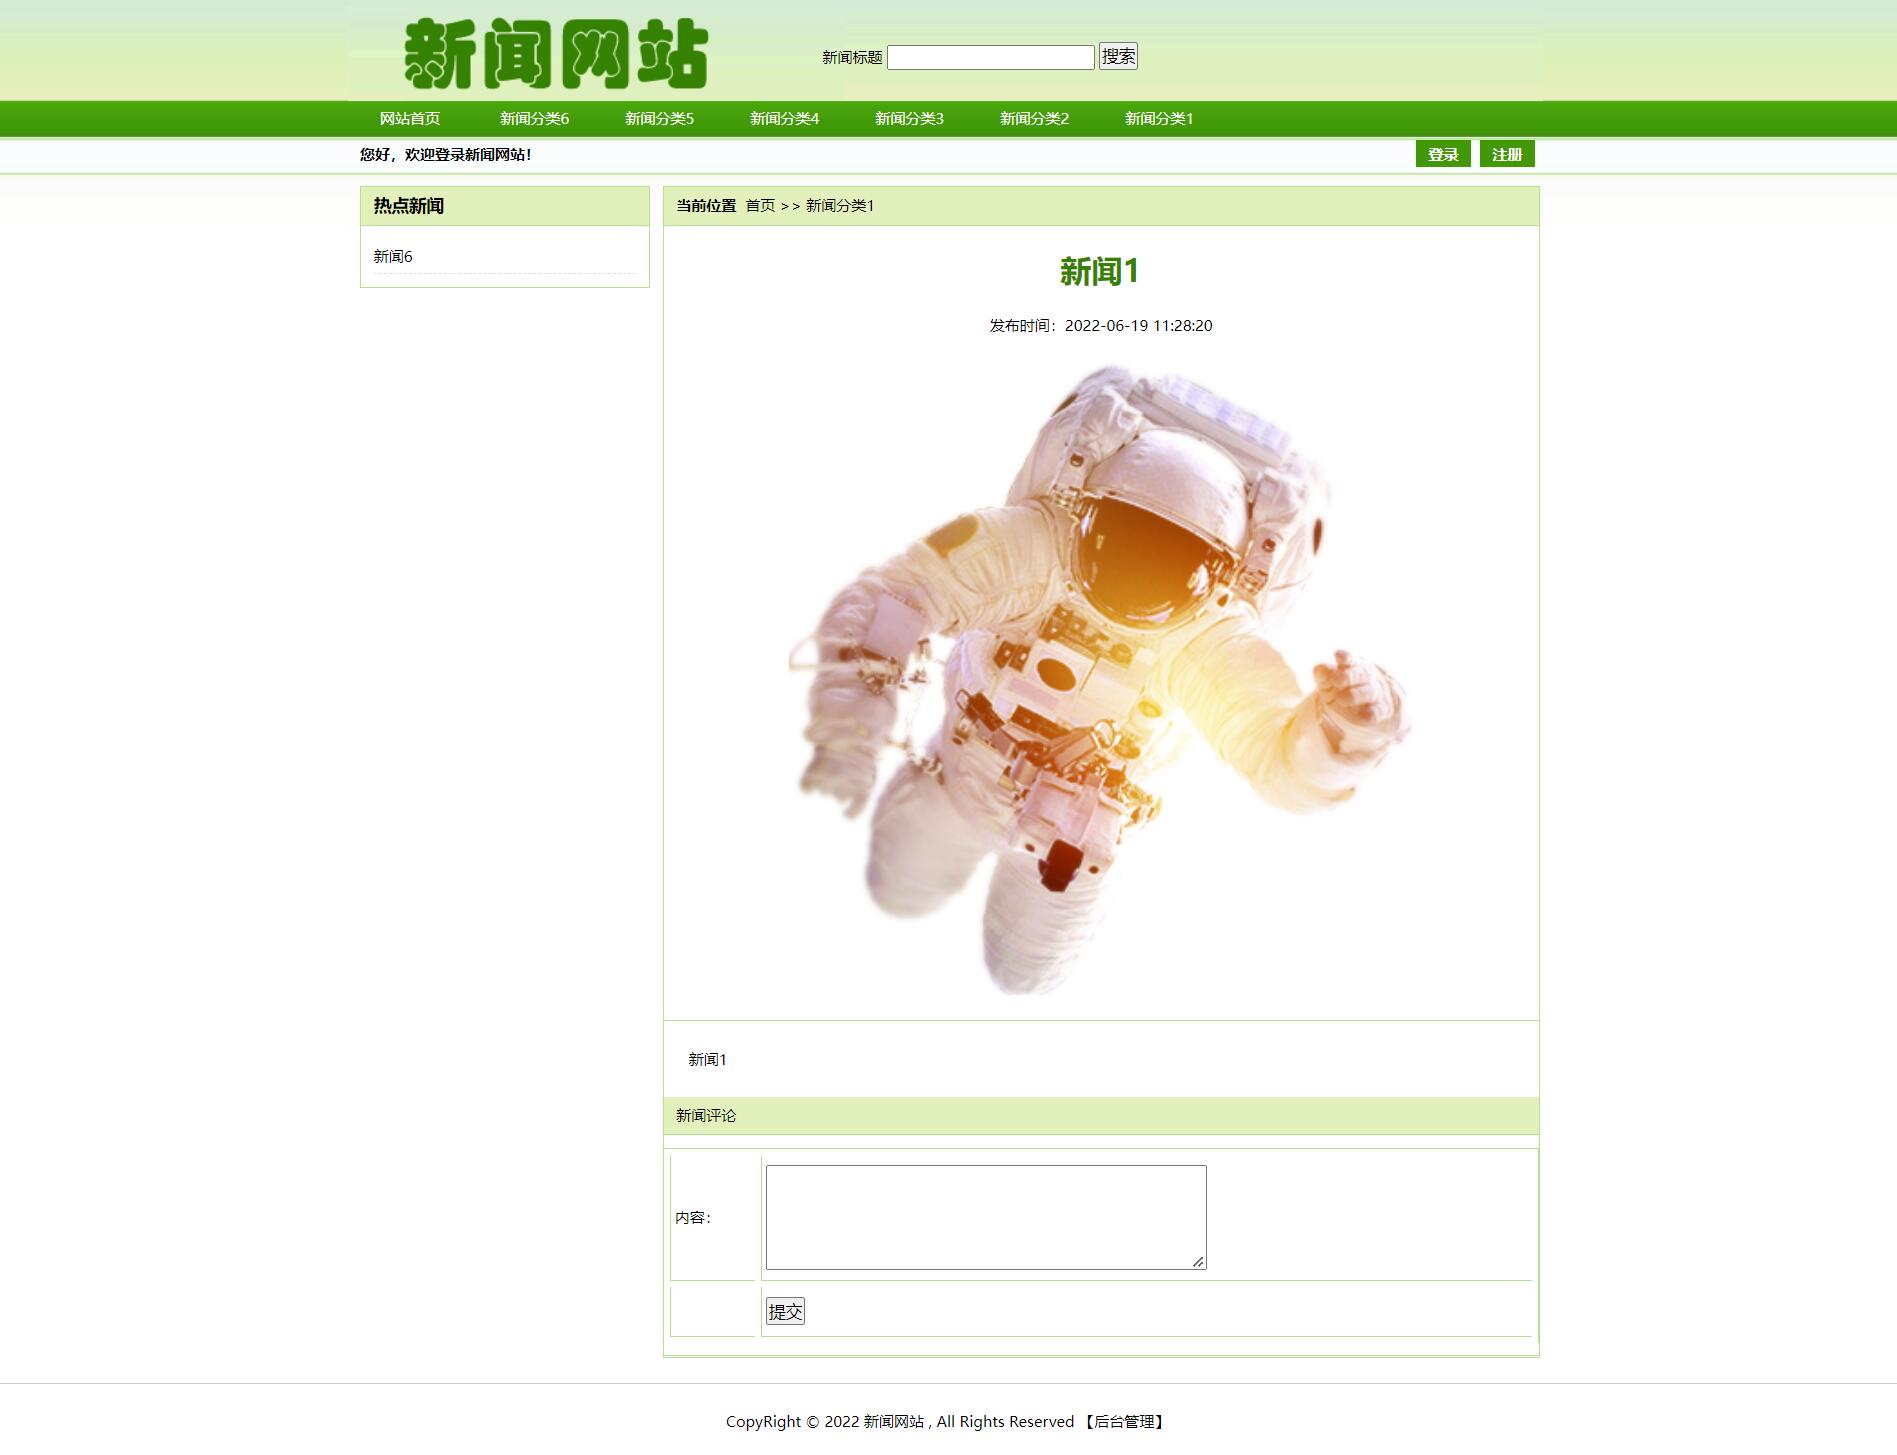 新闻网站
新闻标题 搜索
网站首页 新闻分类6 新闻分类5 新闻分类4 新闻分类3 新闻分类2 新闻分类1
您好，欢迎登录新闻网站！ 登录 注册
热点新闻
新闻6
当前位置 首页 >> 新闻分类1
新闻1
发布时间：2022-06-19 11:28:20
新闻1
新闻评论
内容：
提交
CopyRight © 2022 新闻网站 , All Rights Reserved 【后台管理】